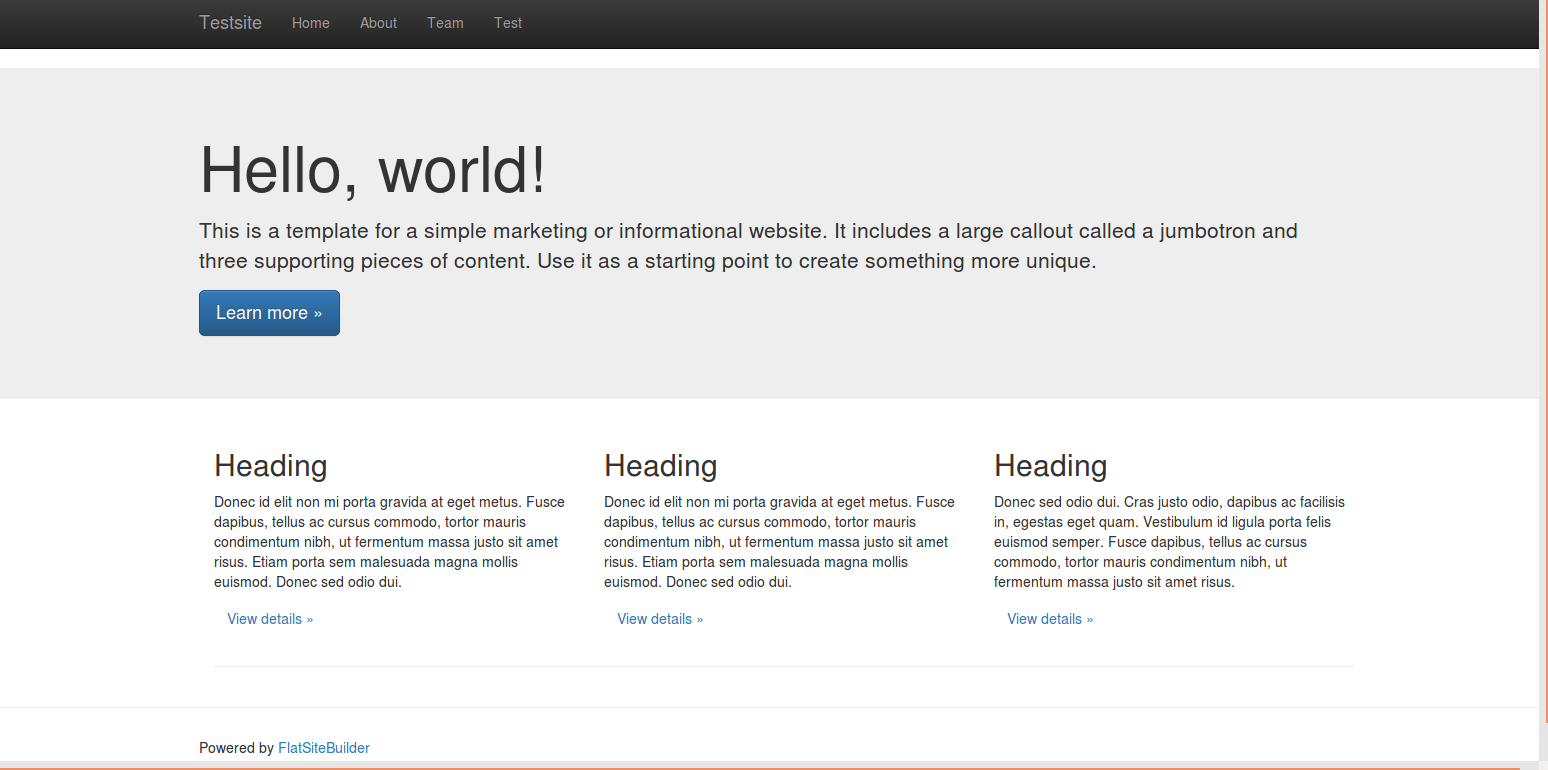 Testsite Home About Team Test
Hello, world!
This is a template for a simple marketing or informational website. It includes a large callout called a jumbotron and
three supporting pieces of content. Use it as a starting point to create something more unique.
Learn more »
Heading
Donec id elit non mi porta gravida at eget metus. Fusce
dapibus, tellus ac cursus commodo, tortor mauris
condimentum nibh, ut fermentum massa justo sit amet
risus. Etiam porta sem malesuada magna mollis
euismod. Donec sed odio dui.
View details »
Heading
Donec id elit non mi porta gravida at eget metus. Fusce
dapibus, tellus ac cursus commodo, tortor mauris
condimentum nibh, ut fermentum massa justo sit amet
risus. Etiam porta sem malesuada magna mollis
euismod. Donec sed odio dui.
View details »
Heading
Donec sed odio dui. Cras justo odio, dapibus ac facilisis
in, egestas eget quam. Vestibulum id ligula porta felis
euismod semper. Fusce dapibus, tellus ac cursus
commodo, tortor mauris condimentum nibh, ut
fermentum massa justo sit amet risus.
View details »
Powered by FlatSiteBuilder